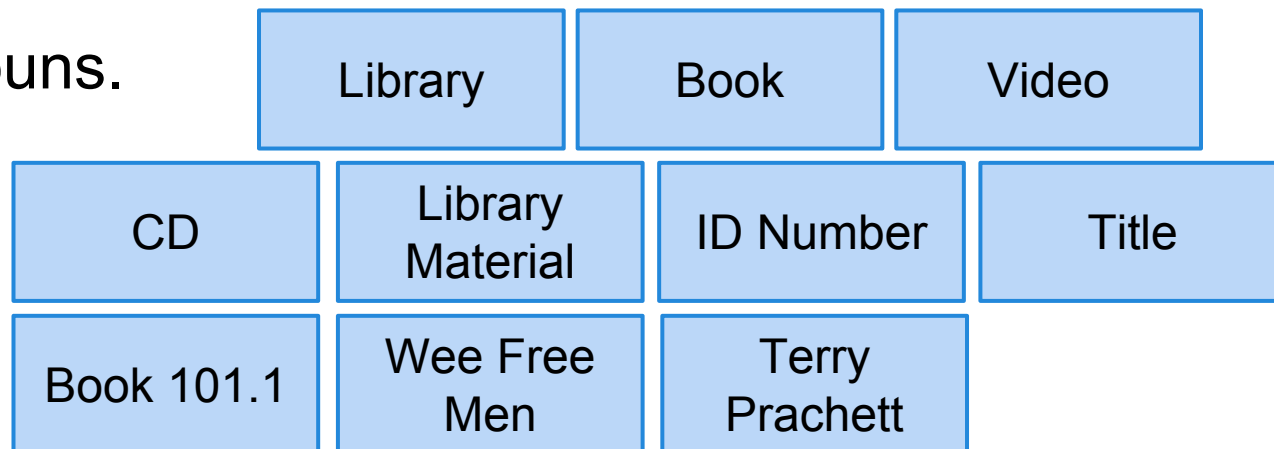 ouns.
Library Book Video
CD Library Material ID Number Title
Book 101.1 Wee Free Men Terry Prachett